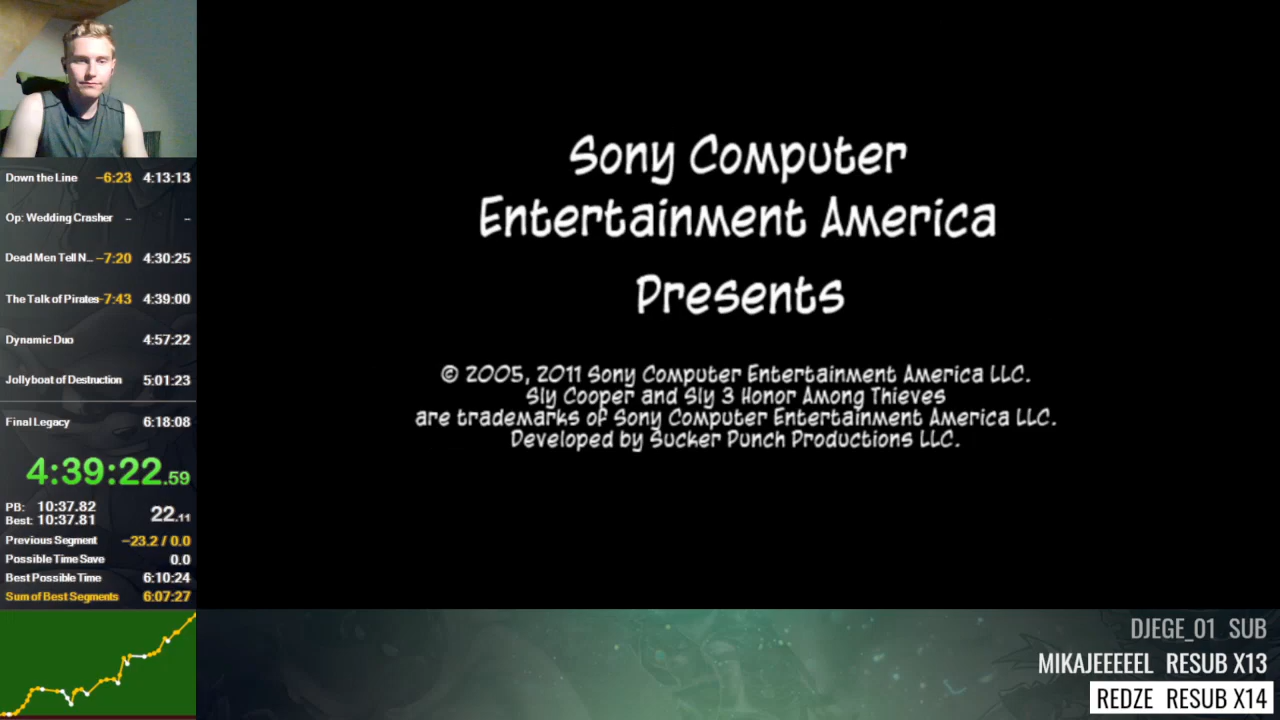 Sony Computer
Entertainment America
Presents
© 2005, 2011 Sony Computer Entertainment America LLC.
Sly Cooper and Sly 3 Honor Among Thieves
are trademarks of Sony Computer Entertainment America LLC.
Developed by Sucker Punch Productions LLC.
Down the Line −6:23 4:13:13
Op: Wedding Crasher – –
Dead Men Tell N... −7:20 4:30:25
The Talk of Pirates −7:43 4:39:00
Dynamic Duo 4:57:22
Jollyboat of Destruction 5:01:23
Final Legacy 6:18:08
4:39:22.59
PB: 10:37.82
Best: 10:37.81 22.11
Previous Segment −23.2 / 0.0
Possible Time Save 0.0
Best Possible Time 6:10:24
Sum of Best Segments 6:07:27
DJEGE_01 SUB
MIKAJEEEEEL RESUB X13
REDZE RESUB X14